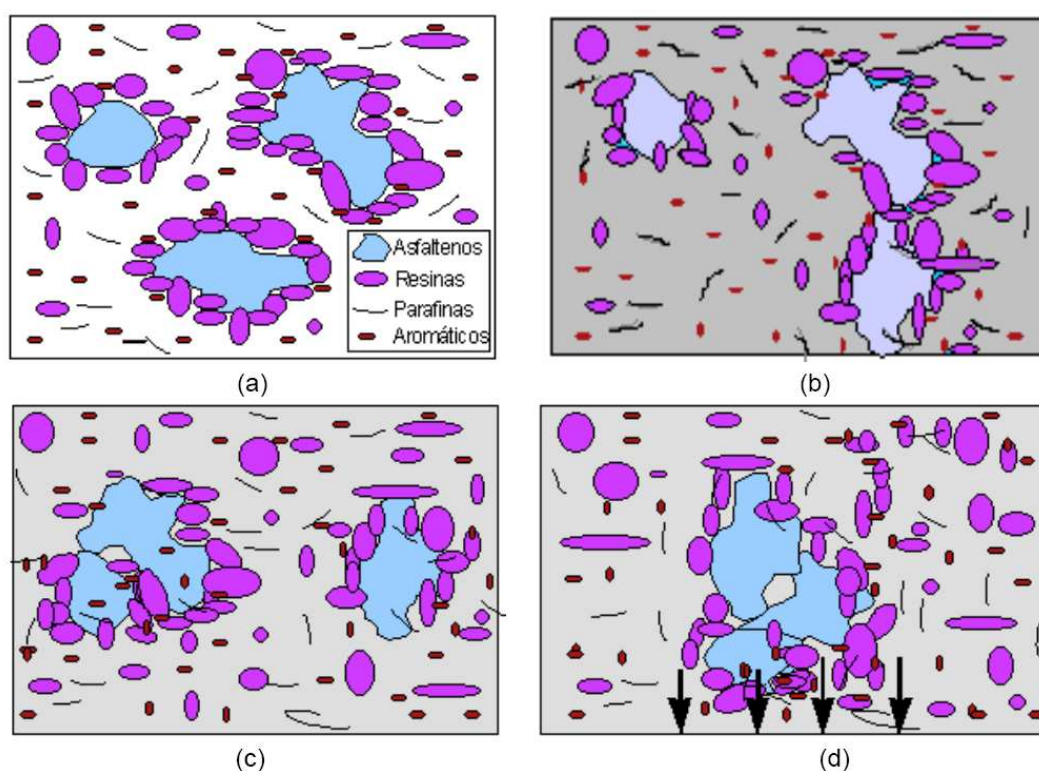 Asfaltenos
Resinas
Parafinas
Aromáticos
(a)
(b)
(c)
(d)